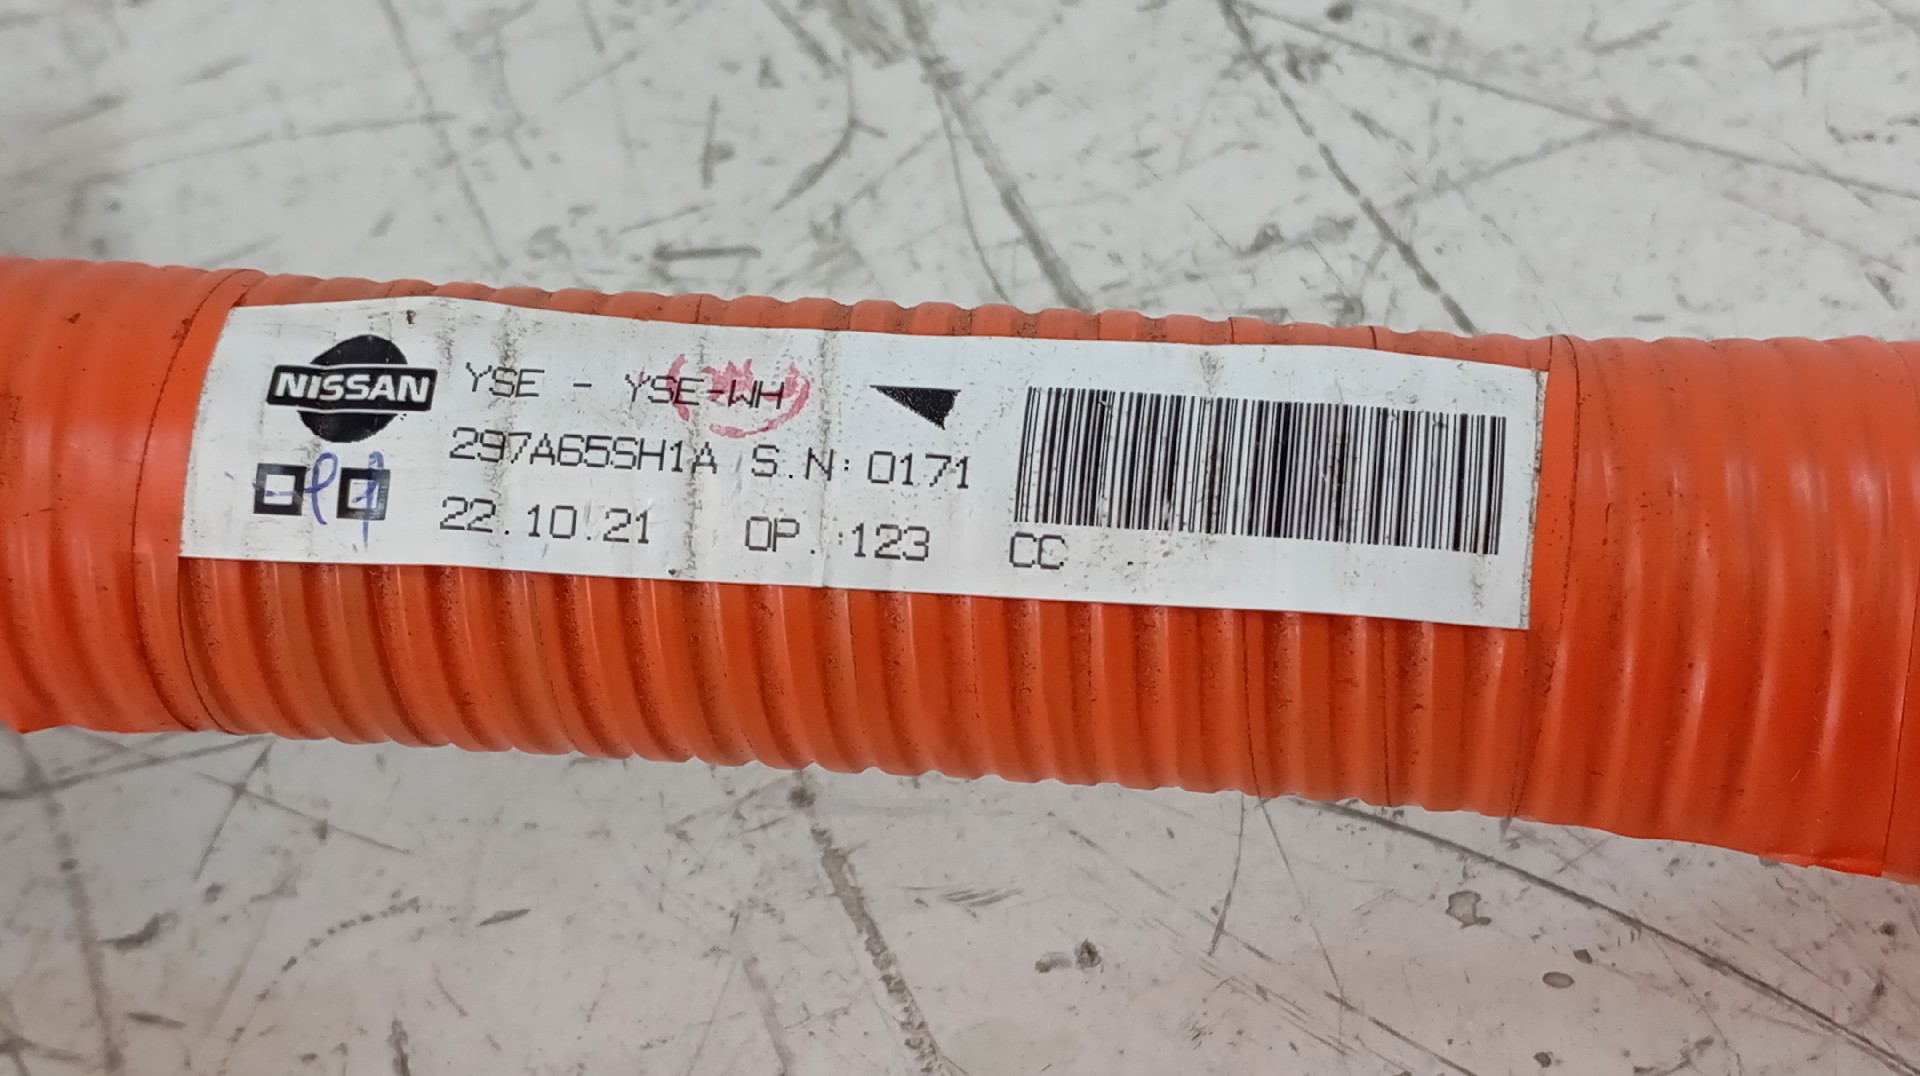 NISSAN
YSE - YSE-WH
297A65SH1A S.N: 0171
22.10.21 OP.:123 CC